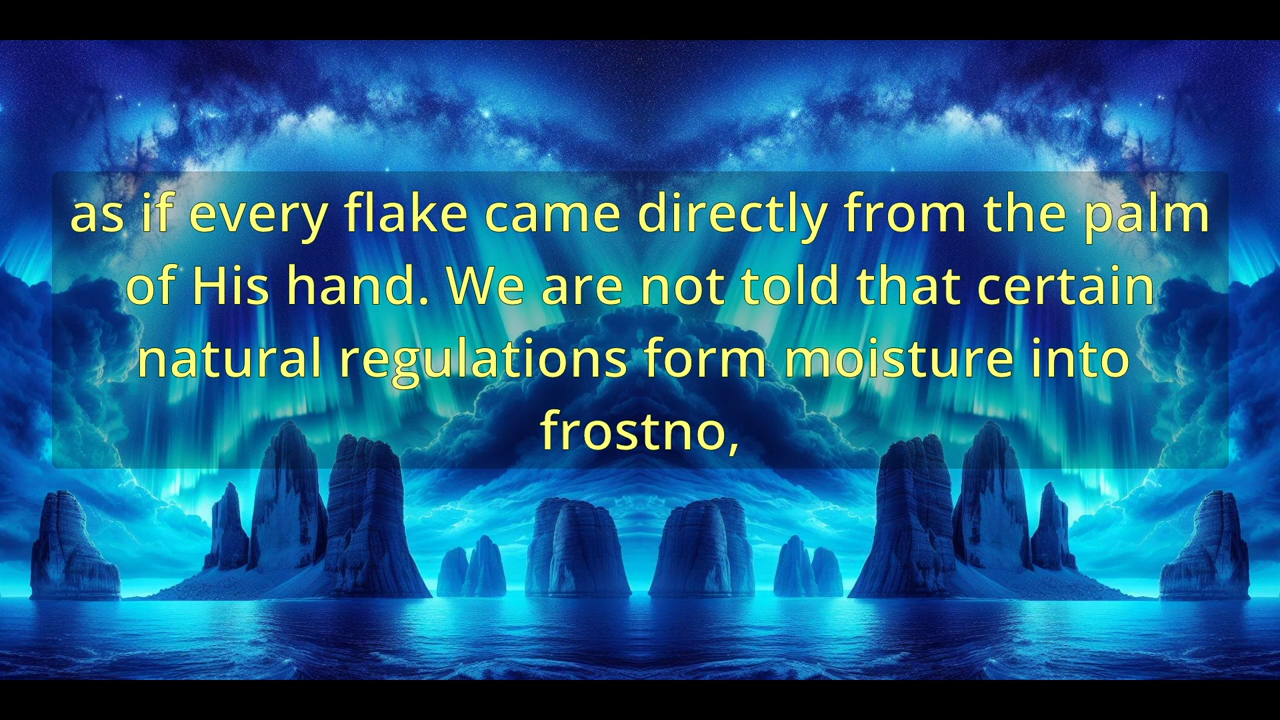 as if every flake came directly from the palm
of His hand. We are not told that certain
natural regulations form moisture into
frostno,